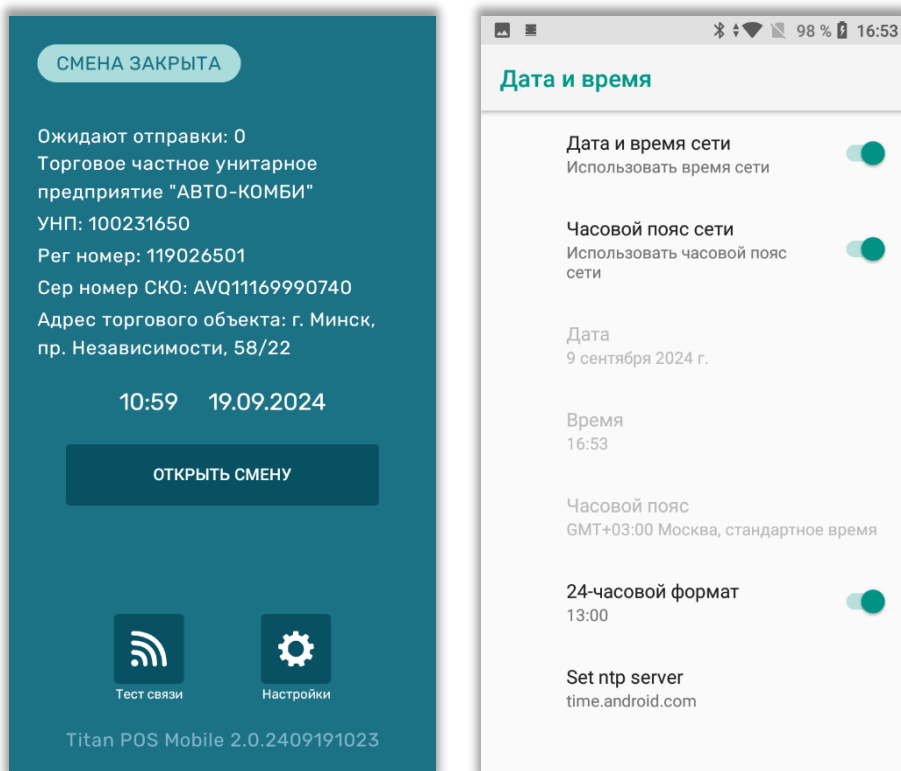 СМЕНА ЗАКРЫТА
Ожидают отправки: 0
Торговое частное унитарное
предприятие "АВТО-КОМБИ"
УНП: 100231650
Рег номер: 119026501
Сер номер СКО: AVQ11169990740
Адрес торгового объекта: г. Минск,
пр. Независимости, 58/22
10:59 19.09.2024
ОТКРЫТЬ СМЕНУ
Тест связи
Настройки
Titan POS Mobile 2.0.2409191023
98 % 16:53
Дата и время
Дата и время сети
Использовать время сети
Часовой пояс сети
Использовать часовой пояс
сети
Дата
9 сентября 2024 г.
Время
16:53
Часовой пояс
GMT+03:00 Москва, стандартное время
24-часовой формат
13:00
Set ntp server
time.android.com